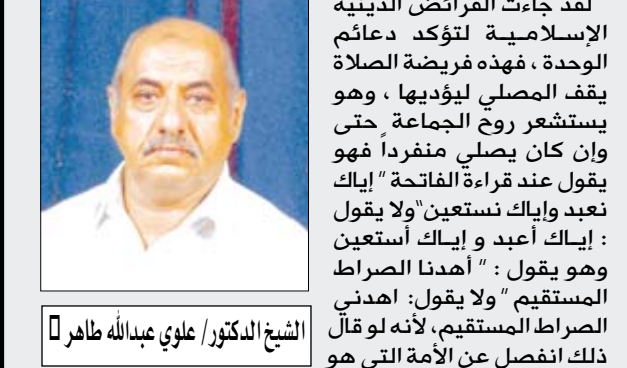 لقد جاءت الفرائض الدينية
الإسلامية لتؤكد دعائم
الوحدة ، فهذه فريضة الصلاة
يقف المصلي ليؤديها ، وهو
يستشعر روح الجماعة حتى
وإن كان يصلي منفرداً فهو
يقول عند قراءة الفاتحة " إياك
نعبد وإياك نستعين"ولا يقول
: إياك أعبد و إياك أستعين
وهو يقول : " أهدنا الصراط
المستقيم " ولا يقول: اهدني
الصراط المستقيم، لأنه لو قال
ذلك انفصل عن الأمة التي هو
الشيخ الدكتور/ علوي عبدالله طاهر